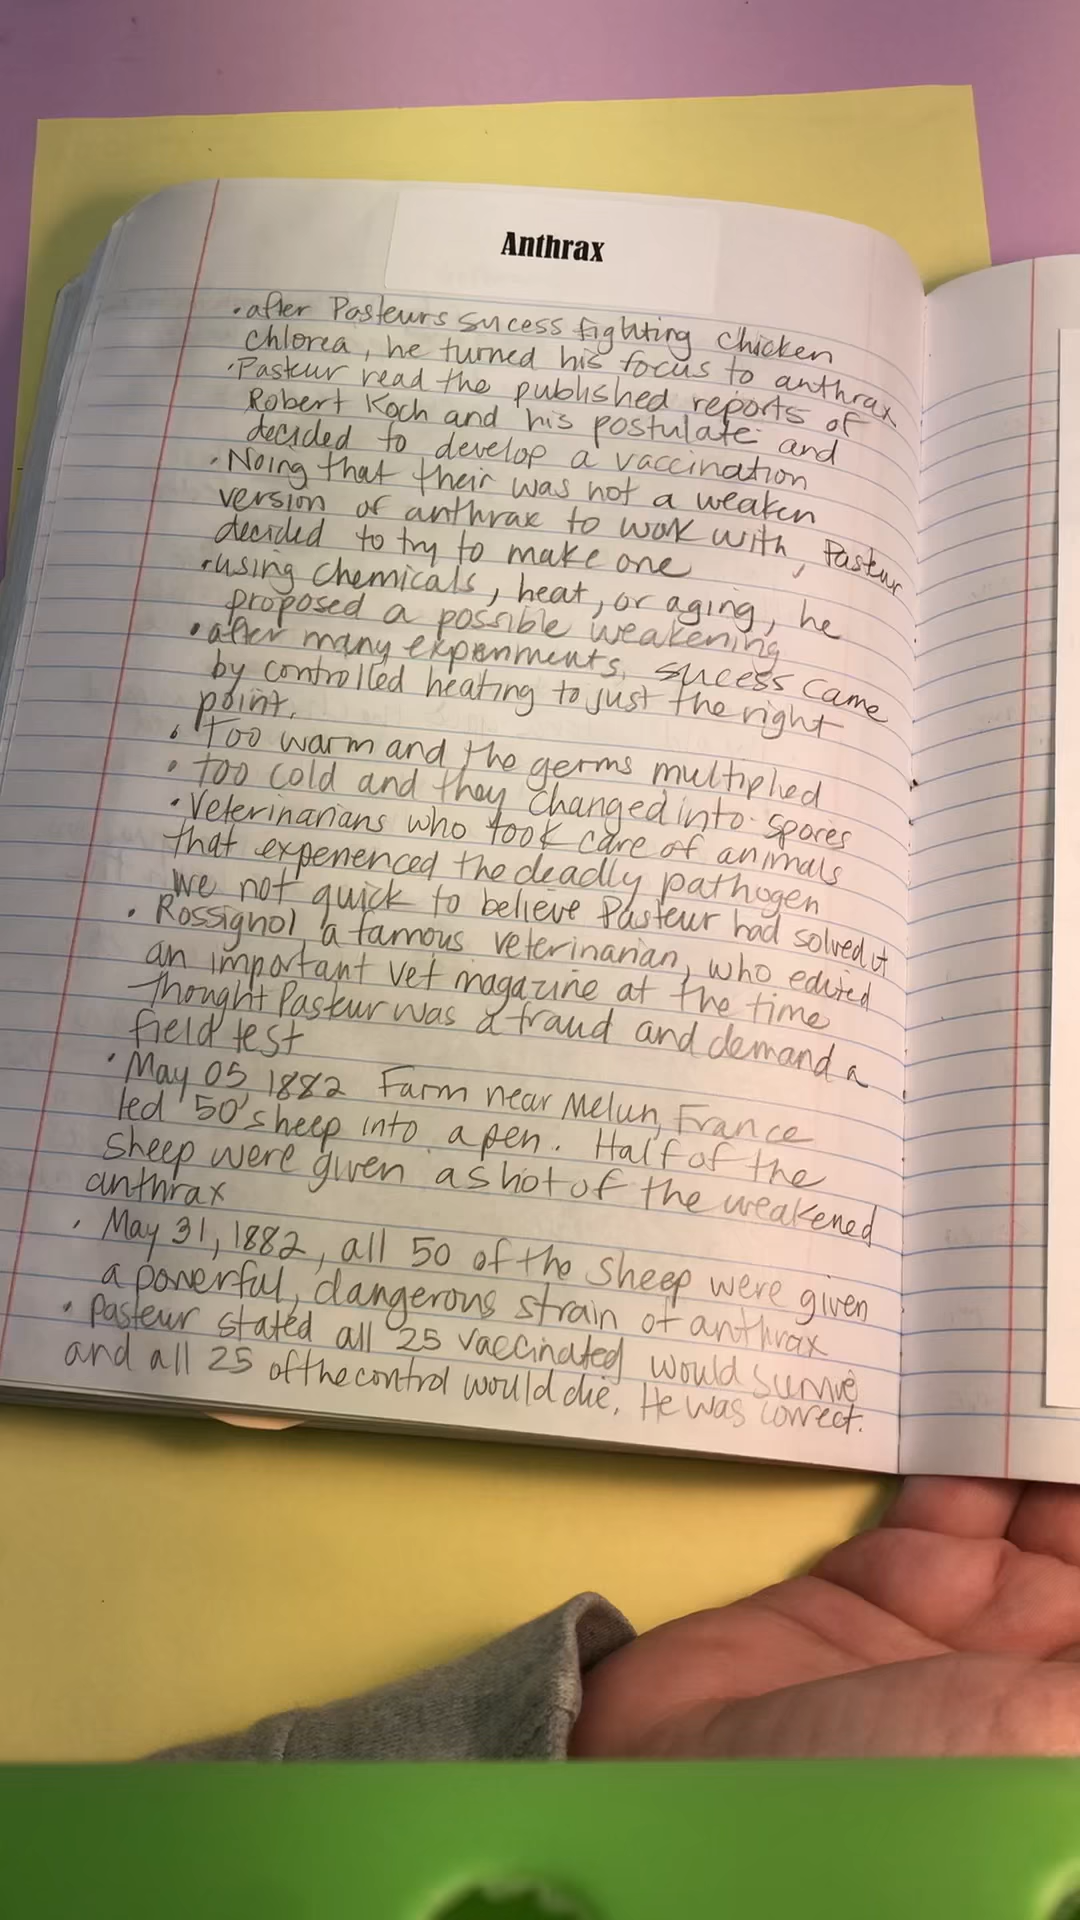 Anthrax
• after Pasteurs sucess fighting chicken
chlorea, he turned his focus to anthrax
• Pasteur read the published reports of
Robert Koch and his postulate and
decided to develop a vaccination
• Noing that their was not a weaken
version of anthrax to work with, Pasteur
decided to try to make one
• using chemicals, heat, or aging, he
proposed a possible weakening
• after many expenments, sucess came
by controlled heating to just the right
point.
• Too warm and the germs multiplied
• too cold and they changed into spores
• Veterinarians who took care of animals
that experienced the deadly pathogen
we not quick to believe Pasteur had solved it
• Rossignol, a famous veterinarian, who edited
an important vet magazine at the time
thought Pasteur was a fraud and demand a
field test
• May 05 1882 Farm near Melun, France
led 50's heep into a pen. Half of the
sheep were given a shot of the weakened
anthrax
• May 31, 1882, all 50 of the sheep were given
a powerful, dangerous strain of anthrax
• Pasteur stated all 25 vaccinated would survive
and all 25 of the control would die. He was correct.